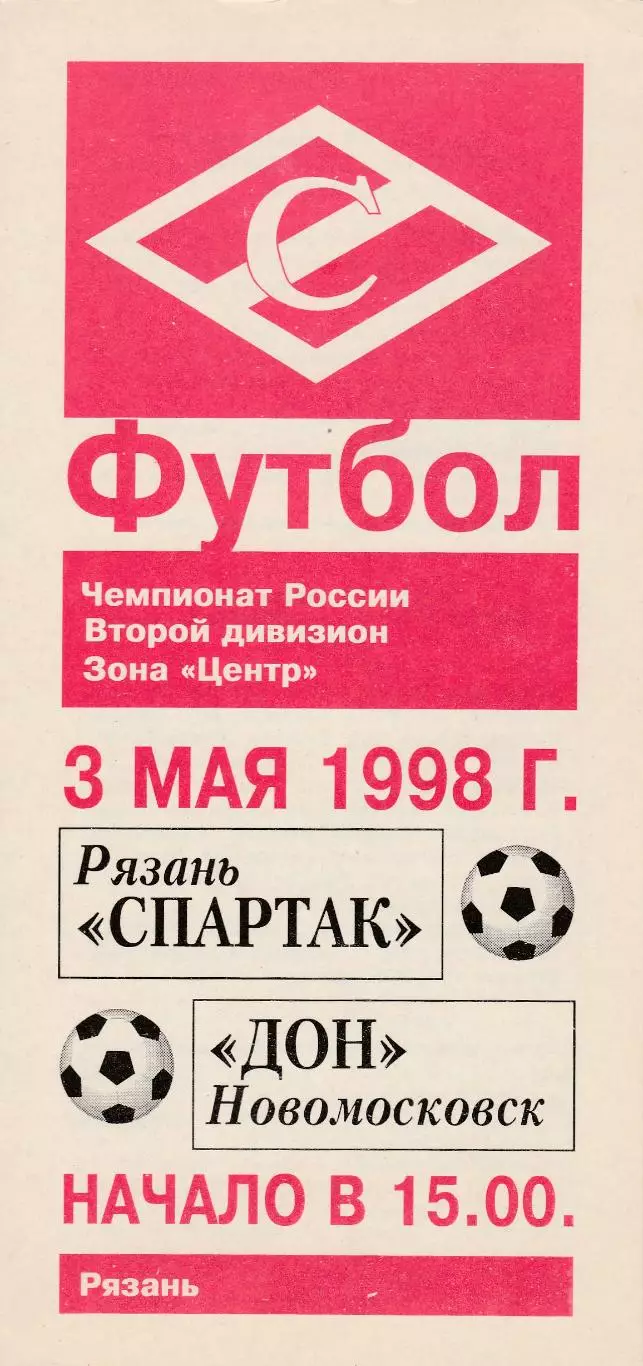 С
Футбол
Чемпионат России
Второй дивизион
Зона «Центр»
3 МАЯ 1998 Г.
Рязань
«СПАРТАК»
«ДОН»
Новомосковск
НАЧАЛО В 15.00.
Рязань